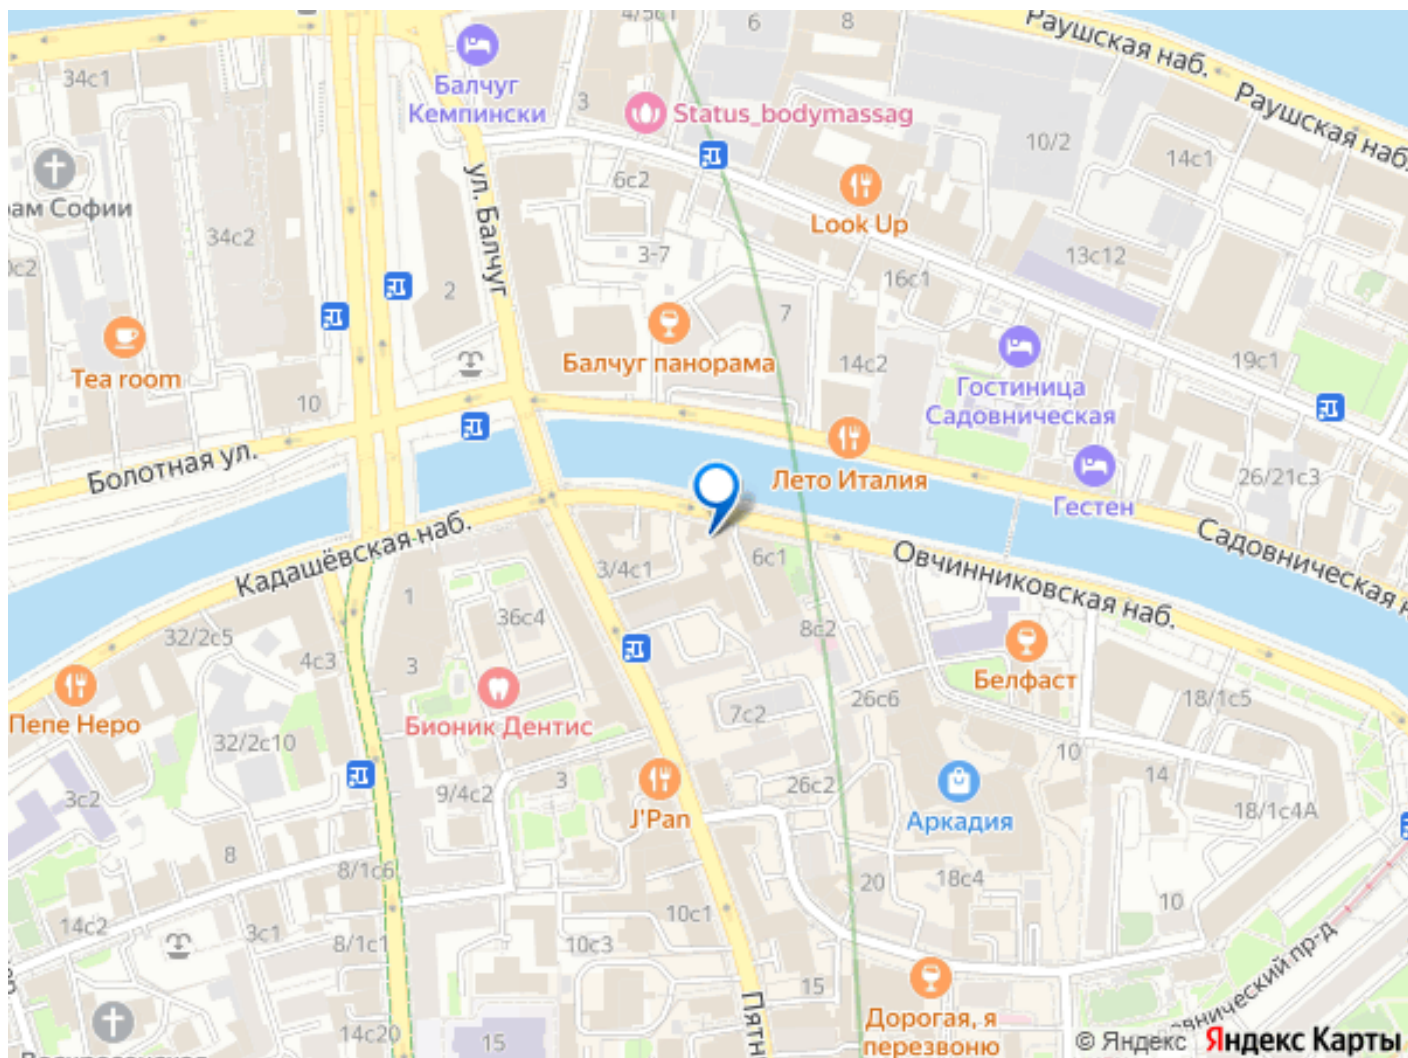 4/5с1
6
8
Раушская наб.
34с1
Балчуг
Кемпински
3
Status_bodymassag
Раушская наб.
10/2
14с1
ул. Балчуг
6с2
ам Софии
34с2
Look Up
3-7
13с12
16с1
2
7
Tea room
Балчуг панорама
14с2
19с1
Гостиница
Садовническая
10
Болотная ул.
Лето Италия
26/21с3
Гестен
Кадашёвская наб.
Садовническая
Овчинниковская наб.
3/4с1
6с1
1
36с4
32/2с5
8с2
4с3
3
Белфаст
26с6
18/1с5
Пепе Неро
Бионик Дентис
7с2
32/2с10
10
14
3с2
9/4с2
3
26с2
18/1с4А
J'Pan
Аркадия
8
8/1с6
20
18с4
10
14с2
3с1
8/1с1
10с1
10с3
15
Пятн
14с20
15
Дорогая, я
перезвоню
внический пр-д
© Яндекс Яндекс Карты